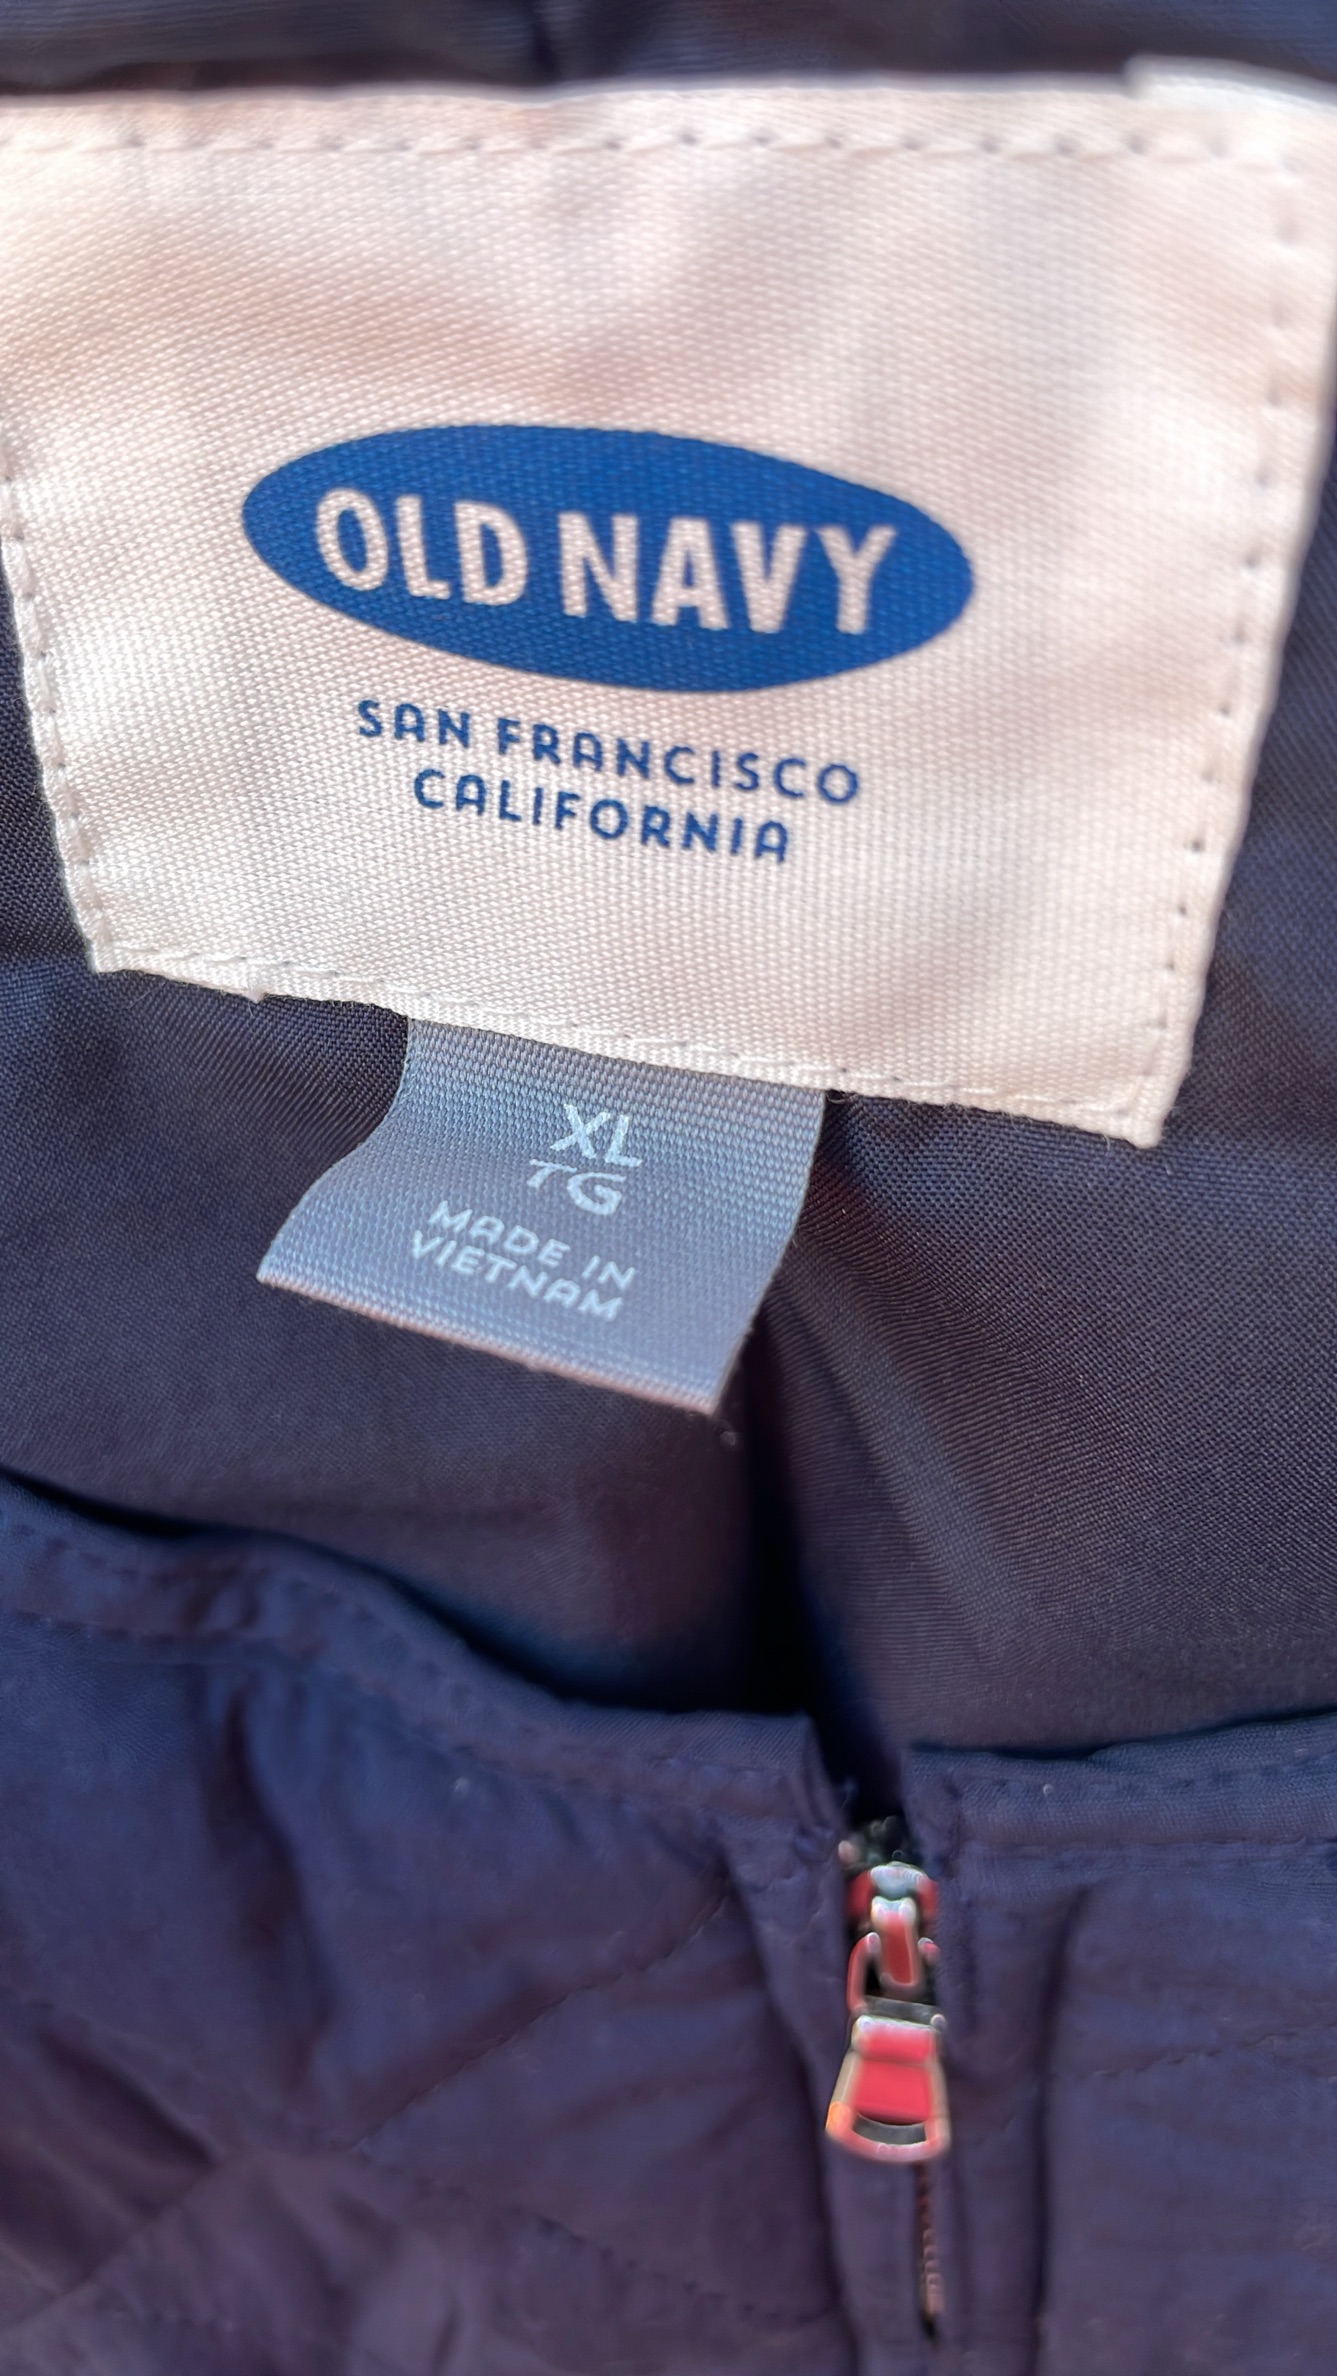 OLD NAVY
SAN FRANCISCO
CALIFORNIA
XL
TG
MADE IN
VIETNAM